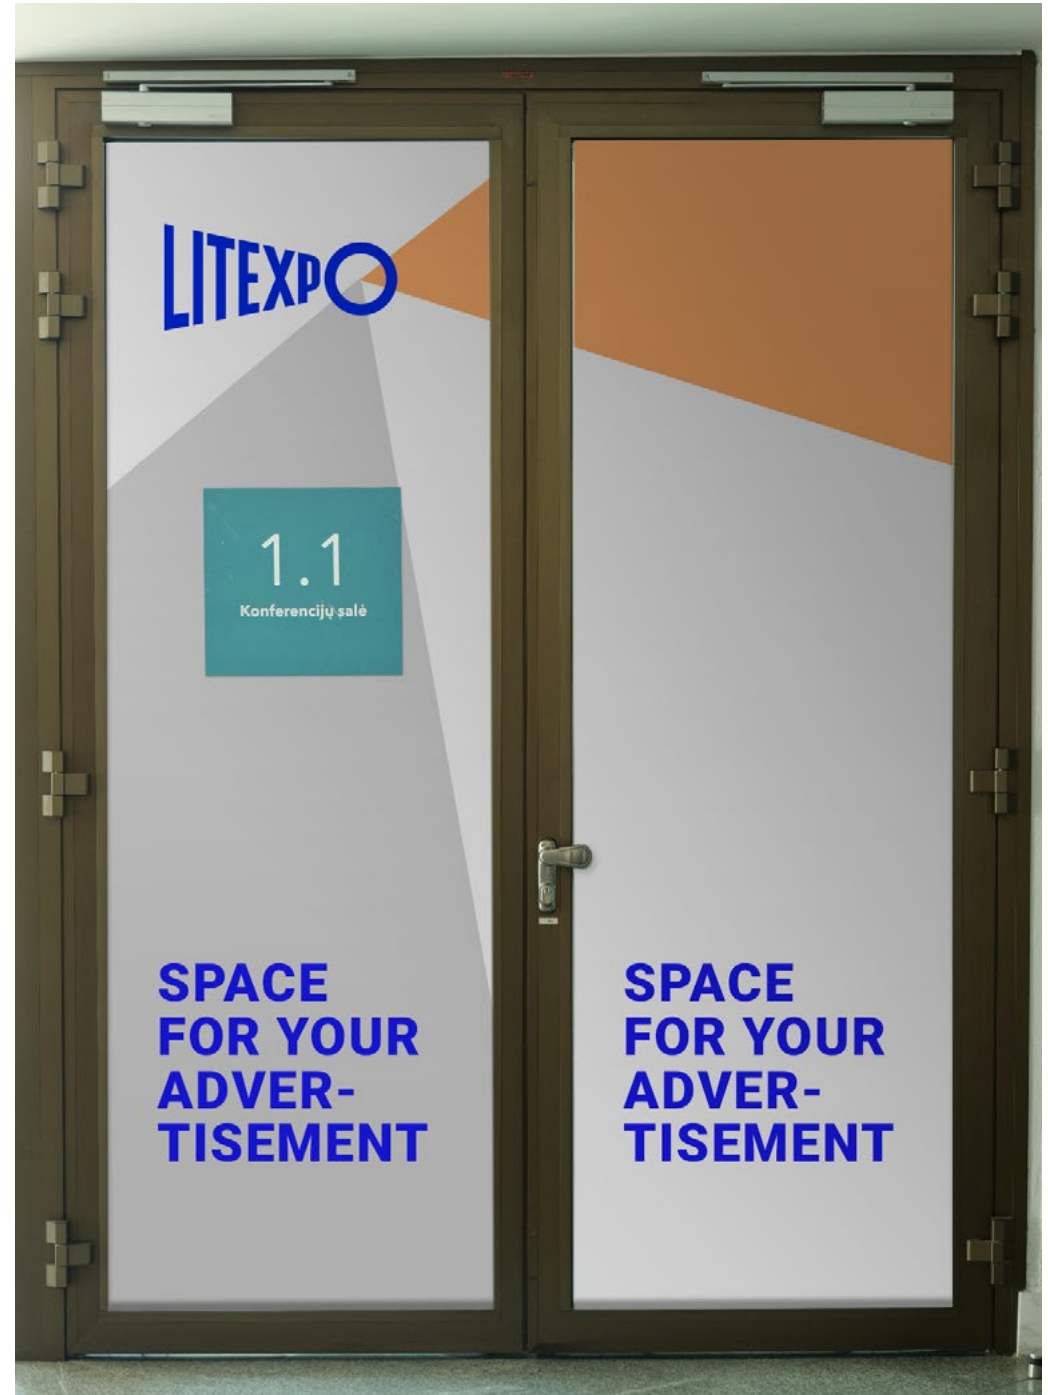 LITEXPO
1.1
Konferencijų salė
SPACE
FOR YOUR
ADVER-
TISEMENT
SPACE
FOR YOUR
ADVER-
TISEMENT